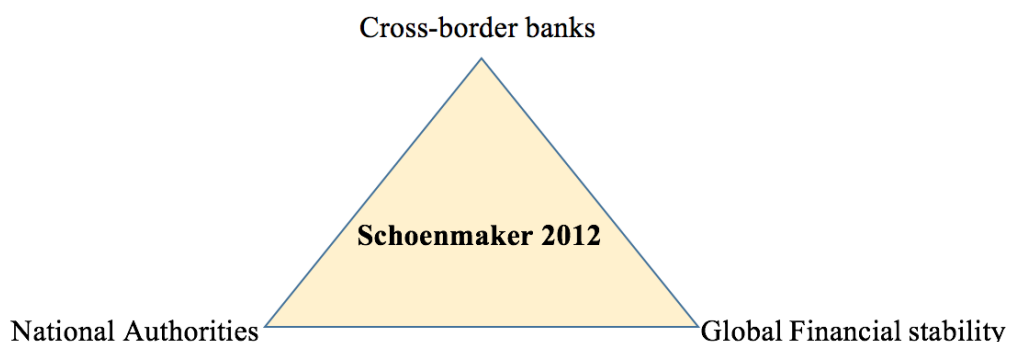 Cross-border banks
Schoenmaker 2012
National Authorities
Global Financial stability